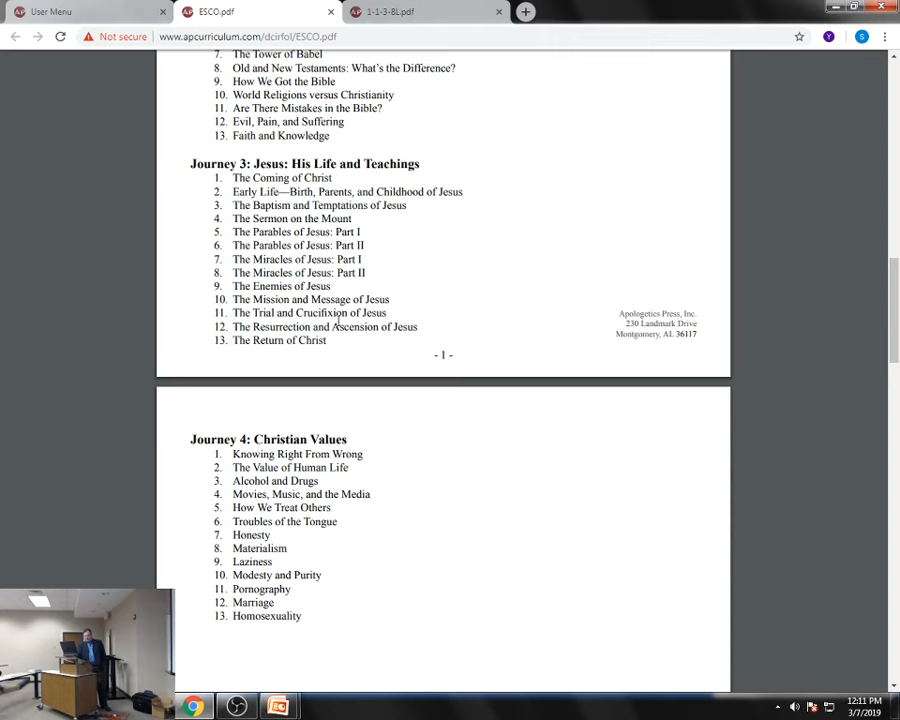 User Menu
ESCO.pdf
1-1-3-8L.pdf
Not secure | www.apcurriculum.com/dcirfol/ESCO.pdf
7. The Tower of Babel
8. Old and New Testaments: What's the Difference?
9. How We Got the Bible
10. World Religions versus Christianity
11. Are There Mistakes in the Bible?
12. Evil, Pain, and Suffering
13. Faith and Knowledge
Journey 3: Jesus: His Life and Teachings
1. The Coming of Christ
2. Early Life—Birth, Parents, and Childhood of Jesus
3. The Baptism and Temptations of Jesus
4. The Sermon on the Mount
5. The Parables of Jesus: Part I
6. The Parables of Jesus: Part II
7. The Miracles of Jesus: Part I
8. The Miracles of Jesus: Part II
9. The Enemies of Jesus
10. The Mission and Message of Jesus
11. The Trial and Crucifixion of Jesus
12. The Resurrection and Ascension of Jesus
13. The Return of Christ
Apologetics Press, Inc.
230 Landmark Drive
Montgomery, AL 36117
- 1 -
Journey 4: Christian Values
1. Knowing Right From Wrong
2. The Value of Human Life
3. Alcohol and Drugs
4. Movies, Music, and the Media
5. How We Treat Others
6. Troubles of the Tongue
7. Honesty
8. Materialism
9. Laziness
10. Modesty and Purity
11. Pornography
12. Marriage
13. Homosexuality
12:11 PM
3/7/2019